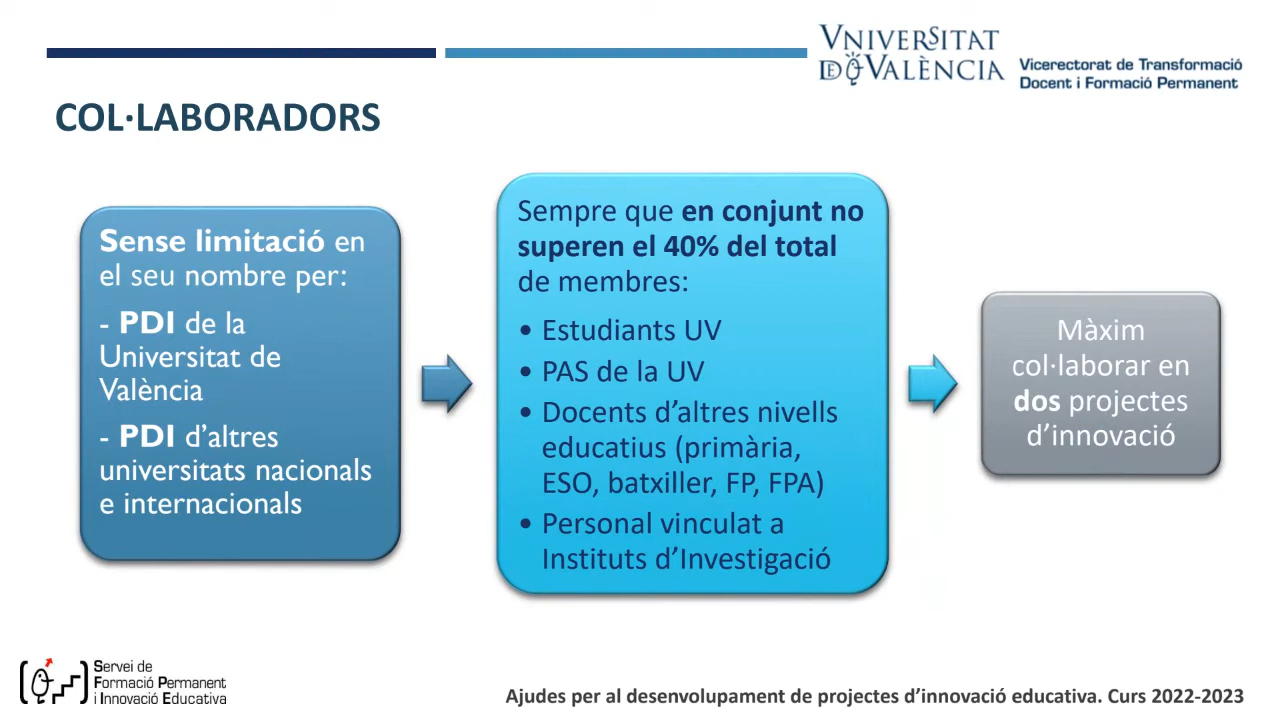 VNIVERSITAT
DE VALÈNCIA
Vicerectorat de Transformació
Docent i Formació Permanent
COL·LABORADORS
Sense limitació en
el seu nombre per:
- PDI de la
Universitat de
València
- PDI d’altres
universitats nacionals
e internacionals
Sempre que en conjunt no
superen el 40% del total
de membres:
• Estudiants UV
• PAS de la UV
• Docents d’altres nivells
educatius (primària,
ESO, batxiller, FP, FPA)
• Personal vinculat a
Instituts d’Investigació
Màxim
col·laborar en
dos projectes
d’innovació
Servei de
Formació Permanent
i Innovació Educativa
Ajudes per al desenvolupament de projectes d’innovació educativa. Curs 2022-2023